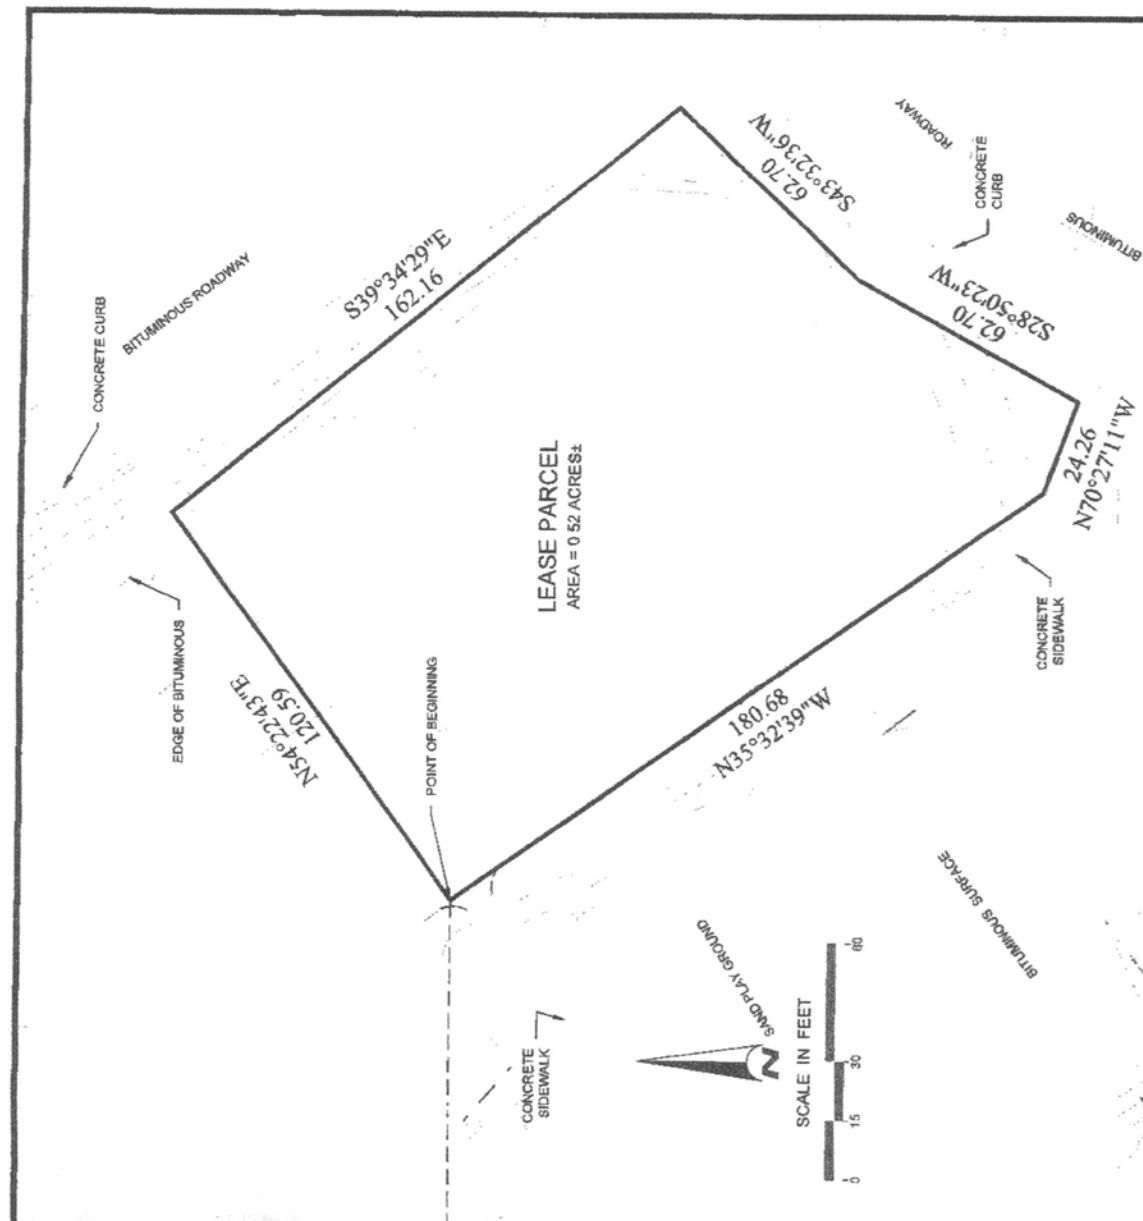 CONCRETE CURB
BITUMINOUS ROADWAY
S39°34'29"E
162.16
ROADWAY
S43°32'36"W
62.70
CONCRETE
CURB
BITUMINOUS
S28°50'23"W
62.70
24.26
N70°27'11"W
LEASE PARCEL
AREA = 0 52 ACRES±
EDGE OF BITUMINOUS
N54°22'43"E
120.59
POINT OF BEGINNING
180.68
N35°32'39"W
CONCRETE
SIDEWALK
CONCRETE
SIDEWALK
SAND PLAY GROUND
BITUMINOUS SURFACE
N
SCALE IN FEET
0 15 30 60